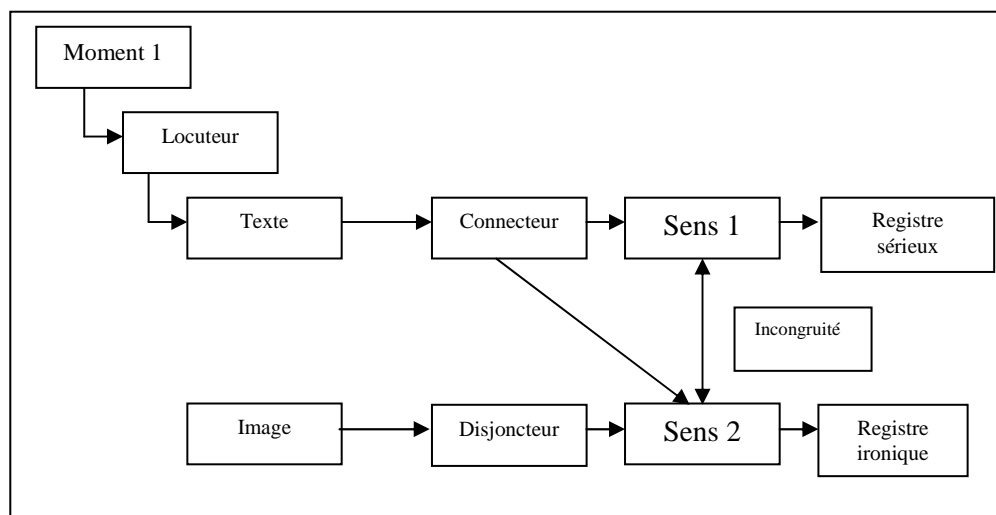 Moment 1
Locuteur
Texte
Connecteur
Sens 1
Registre
sérieux
Incongruité
Image
Disjoncteur
Sens 2
Registre
ironique